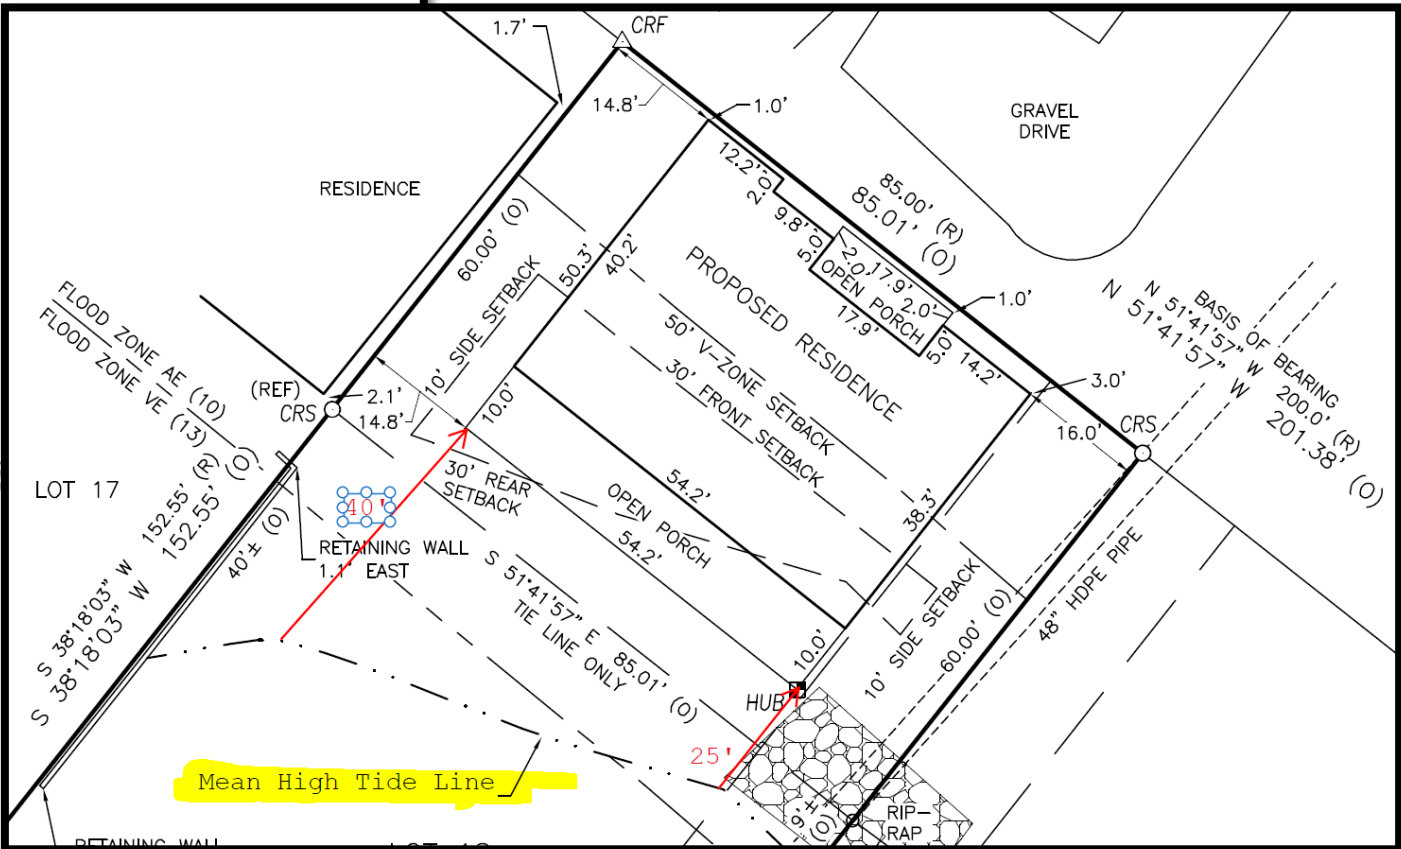 CRF
1.7'
14.8'
1.0'
GRAVEL
DRIVE
RESIDENCE
12.2'
2.0'
9.8'
5.0'
85.00' (R)
85.01' (O)
60.00' (O)
50.3'
40.2'
PROPOSED RESIDENCE
2.0'
17.9'
2.0'
OPEN PORCH
17.9'
5.0'
14.2'
1.0'
3.0'
BASIS OF BEARING
N 51°41'57" W 200.0' (R)
N 51°41'57" W 201.38' (O)
FLOOD ZONE AE (10)
FLOOD ZONE VE (13)
10' SIDE SETBACK
50' V-ZONE SETBACK
30' FRONT SETBACK
(REF)
CRS
2.1'
14.8'
10.0'
16.0'
CRS
LOT 17
40'
30' REAR
SETBACK
54.2'
OPEN PORCH
54.2'
38.3'
RETAINING WALL
1.1' EAST
40'± (O)
S 38°18'03" W 152.55' (R)
S 38°18'03" W 152.55' (O)
S 51°41'57" E 85.01' (O)
TIE LINE ONLY
10.0'
10' SIDE SETBACK
60.00' (O)
48" HDPE PIPE
HUB
25'
Mean High Tide Line
(O)
RIP-
RAP
RETAINING WALL